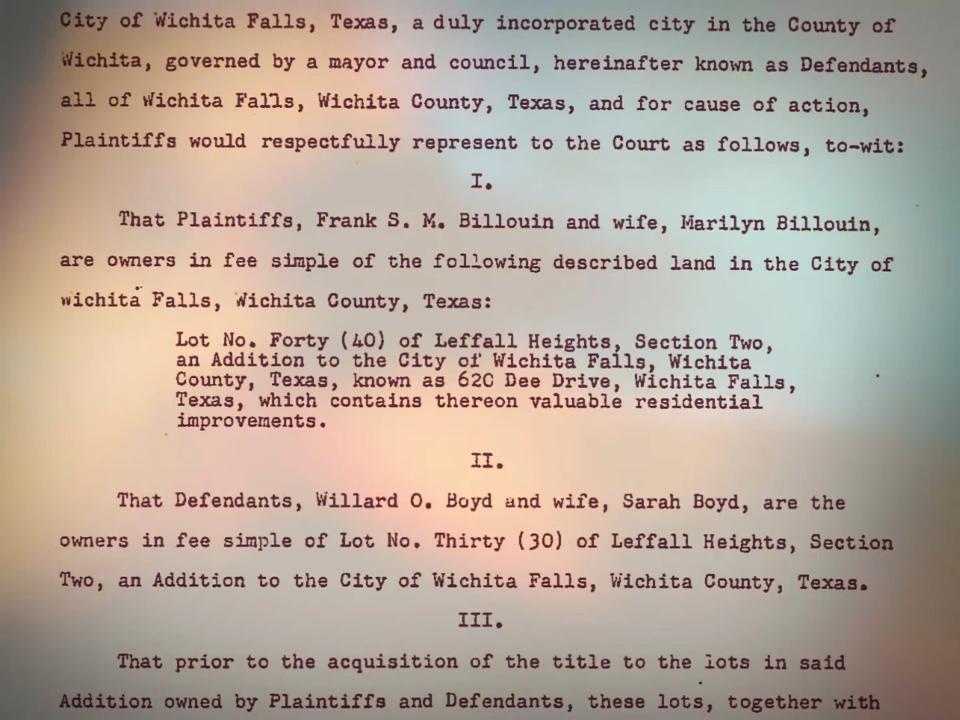 City of Wichita Falls, Texas, a duly incorporated city in the County of
Wichita, governed by a mayor and council, hereinafter known as Defendants,
all of Wichita Falls, Wichita County, Texas, and for cause of action,
Plaintiffs would respectfully represent to the Court as follows, to-wit:
I.
That Plaintiffs, Frank S. M. Billouin and wife, Marilyn Billouin,
are owners in fee simple of the following described land in the City of
Wichita Falls, Wichita County, Texas:
Lot No. Forty (40) of Leffall Heights, Section Two,
an Addition to the City of Wichita Falls, Wichita
County, Texas, known as 620 Dee Drive, Wichita Falls,
Texas, which contains thereon valuable residential
improvements.
II.
That Defendants, Willard O. Boyd and wife, Sarah Boyd, are the
owners in fee simple of Lot No. Thirty (30) of Leffall Heights, Section
Two, an Addition to the City of Wichita Falls, Wichita County, Texas.
III.
That prior to the acquisition of the title to the lots in said
Addition owned by Plaintiffs and Defendants, these lots, together with